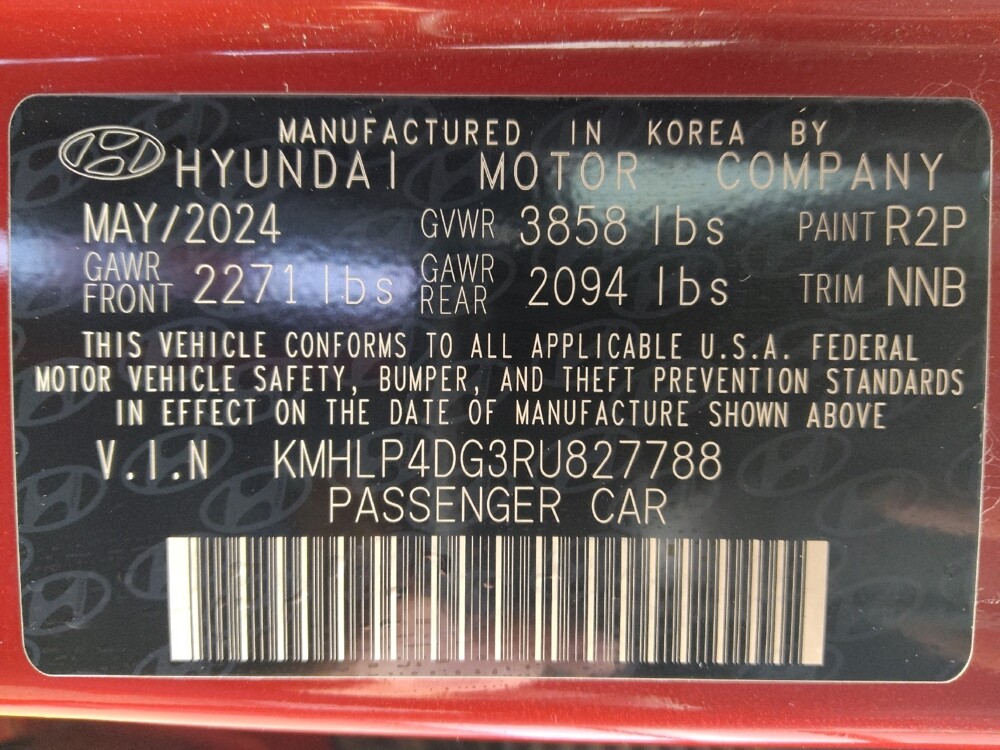 MANUFACTURED IN KOREA BY
HYUNDAI MOTOR COMPANY
MAY/2024 GVWR 3858 lbs PAINT R2P
GAWR FRONT 2271 lbs GAWR REAR 2094 lbs TRIM NNB
THIS VEHICLE CONFORMS TO ALL APPLICABLE U.S.A. FEDERAL
MOTOR VEHICLE SAFETY, BUMPER, AND THEFT PREVENTION STANDARDS
IN EFFECT ON THE DATE OF MANUFACTURE SHOWN ABOVE
V.I.N KMHLP4DG3RU827788
PASSENGER CAR